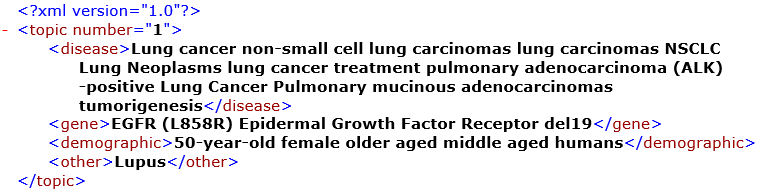 <?xml version="1.0"?>
- <topic number="1">
<disease>Lung cancer non-small cell lung carcinomas lung carcinomas NSCLC
Lung Neoplasms lung cancer treatment pulmonary adenocarcinoma (ALK)
-positive Lung Cancer Pulmonary mucinous adenocarcinomas
tumorigenesis</disease>
<gene>EGFR (L858R) Epidermal Growth Factor Receptor del19</gene>
<demographic>50-year-old female older aged middle aged humans</demographic>
<other>Lupus</other>
</topic>